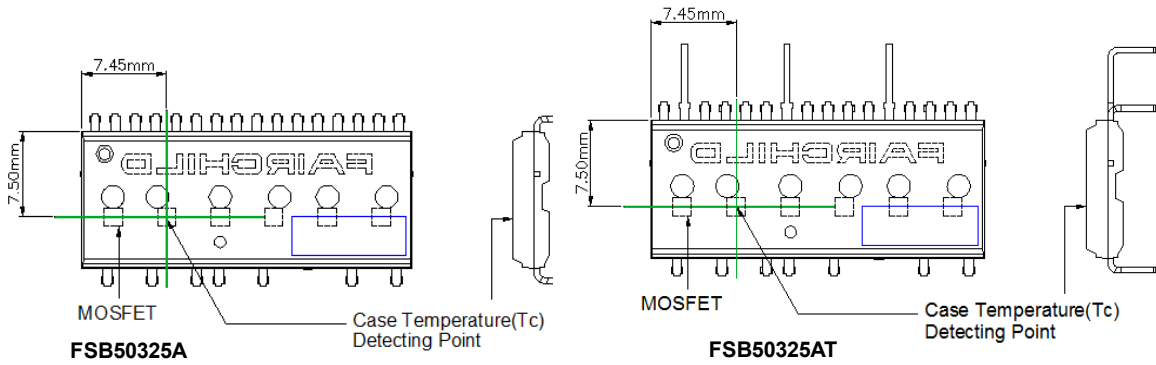 7.45mm
7.50mm
FAIRCHILD
MOSFET
Case Temperature(Tc)
Detecting Point
FSB50325A
7.45mm
7.50mm
FAIRCHILD
MOSFET
Case Temperature(Tc)
Detecting Point
FSB50325AT